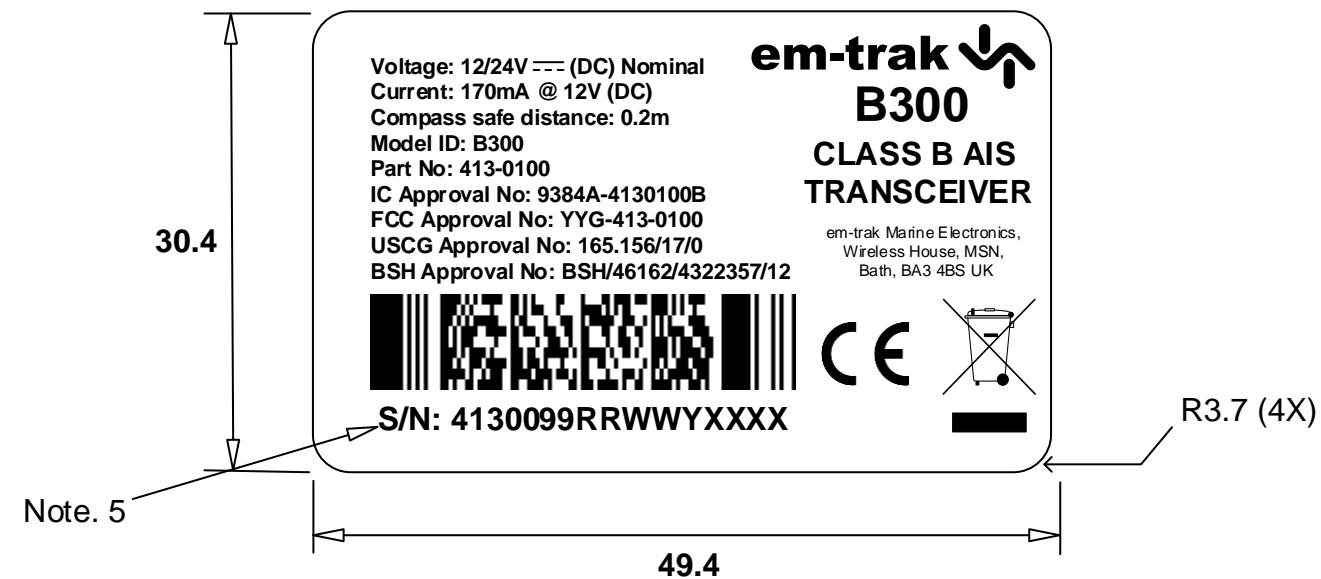 Voltage: 12/24V (DC) Nominal
Current: 170mA @ 12V (DC)
Compass safe distance: 0.2m
Model ID: B300
Part No: 413-0100
IC Approval No: 9384A-4130100B
FCC Approval No: YYG-413-0100
USCG Approval No: 165.156/17/0
BSH Approval No: BSH/46162/4322357/12
S/N: 4130099RRWWYXXXX
em-trak
B300
CLASS B AIS
TRANSCEIVER
em-trak Marine Electronics,
Wireless House, MSN,
Bath, BA3 4BS UK
CE
30.4
R3.7 (4X)
Note. 5
49.4